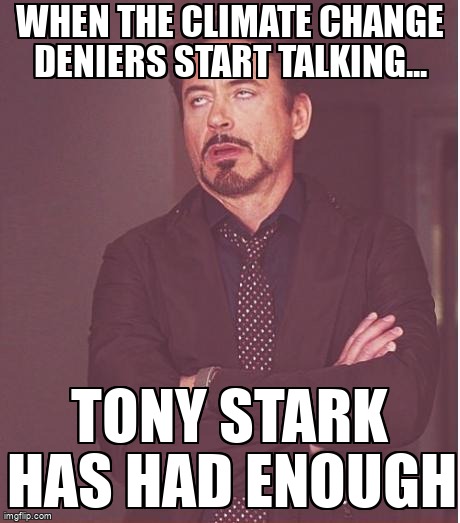 WHEN THE CLIMATE CHANGE
DENIERS START TALKING...
TONY STARK
HAS HAD ENOUGH
imgflip.com